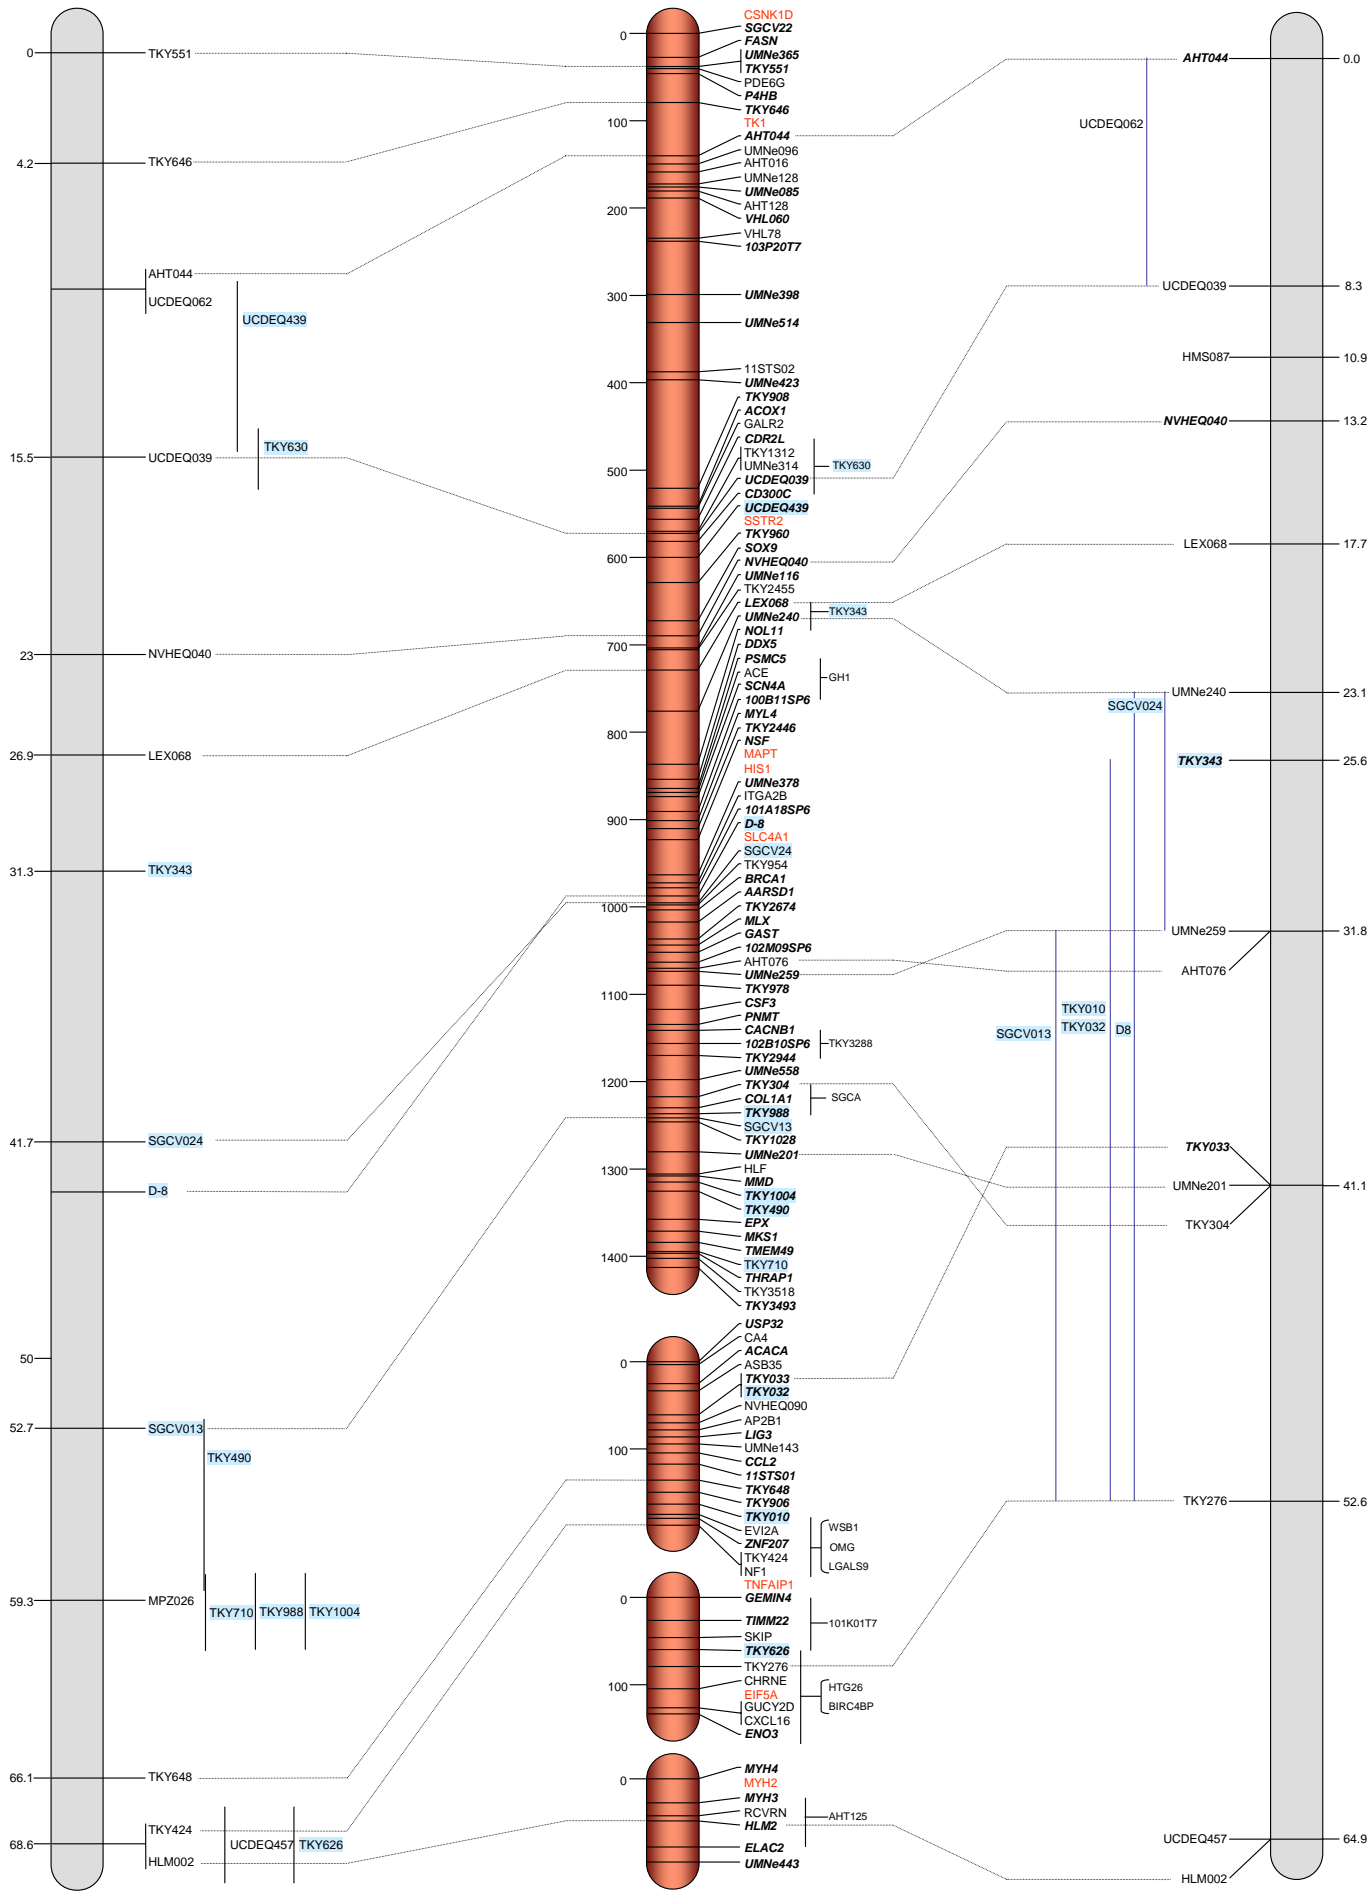 0 TKY551
4.2 TKY646
AHT044
UCDEQ062
UCDEQ439
TKY630
15.5 UCDEQ039
23 NVHEQ040
26.9 LEX068
31.3 TKY343
41.7 SGCV024
D-8
50
52.7 SGCV013
TKY490
59.3 MPZ026
TKY710 TKY988 TKY1004
66.1 TKY648
TKY424
68.6 UCDEQ457 TKY626
HLM002
CSNK1D
0 SGCV22
FASN
UMNe365
TKY551
PDE6G
P4HB
TKY646
100 TK1
AHT044
UMNe096
AHT016
UMNe128
UMNe085
AHT128
200 VHL060
VHL78
103P20T7
300 UMNe398
UMNe514
11STS02
400 UMNe423
TKY908
ACOX1
GALR2
CDR2L
TKY1312
500 UMNe314 TKY630
UCDEQ039
CD300C
UCDEQ439
SSTR2
TKY960
600 SOX9
NVHEQ040
UMNe116
TKY2455
LEX068
TKY343
UMNe240
NOL11
700 DDX5
PSMC5
ACE GH1
SCN4A
100B11SP6
MYL4
800 TKY2446
NSF
MAPT
HIS1
UMNe378
ITGA2B
101A18SP6
900 D-8
SLC4A1
SGCV24
TKY954
BRCA1
AARSD1
1000 TKY2674
MLX
GAST
102M09SP6
AHT076
UMNe259
1100 TKY978
CSF3
PNMT
CACNB1
102B10SP6 TKY3288
TKY2944
UMNe558
1200 TKY304
COL1A1 SGCA
TKY988
SGCV13
TKY1028
UMNe201
1300 HLF
MMD
TKY1004
TKY490
EPX
MKS1
TMEM49
1400 TKY710
THRAP1
TKY3518
TKY3493
USP32
CA4
0 ACACA
ASB35
TKY033
TKY032
NVHEQ090
AP2B1
LIG3
100 UMNe143
CCL2
11STS01
TKY648
TKY906
TKY010
EVI2A WSB1
ZNF207 OMG
TKY424 LGALS9
NF1
TNFAIP1
0 GEMIN4
TIMM22 101K01T7
SKIP
TKY626
TKY276
CHRNE HTG26
100 EIF5A
GUCY2D BIRC4BP
CXCL16
ENO3
MYH4
0 MYH2
MYH3
RCVRN AHT125
HLM2
ELAC2
UMNe443
AHT044 0.0
UCDEQ062
UCDEQ039 8.3
HMS087 10.9
NVHEQ040 13.2
LEX068 17.7
UMNe240 23.1
SGCV024
TKY343 25.6
UMNe259 31.8
AHT076
TKY010
TKY032
SGCV013 D8
TKY033
UMNe201 41.1
TKY304
TKY276 52.6
UCDEQ457 64.9
HLM002